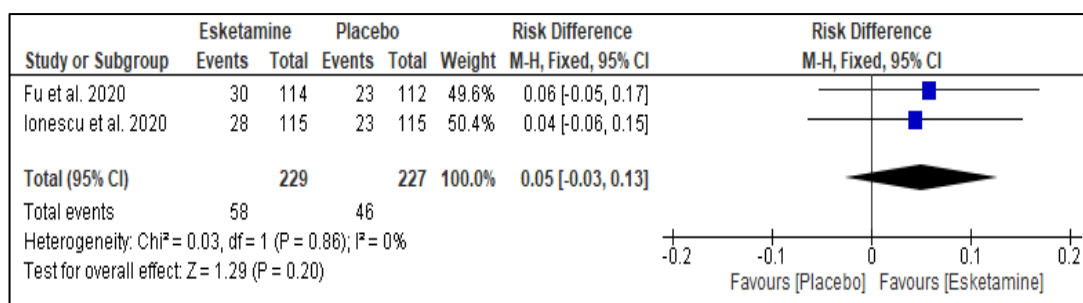 Esketamine Placebo Risk Difference Risk Difference
Study or Subgroup Events Total Events Total Weight M-H, Fixed, 95% CI M-H, Fixed, 95% CI
Fu et al. 2020 30 114 23 112 49.6% 0.06 [-0.05, 0.17]
Ionescu et al. 2020 28 115 23 115 50.4% 0.04 [-0.06, 0.15]
Total (95% CI) 229 227 100.0% 0.05 [-0.03, 0.13]
Total events 58 46
Heterogeneity: Chi² = 0.03, df = 1 (P = 0.86); I² = 0%
Test for overall effect: Z = 1.29 (P = 0.20)
-0.2 -0.1 0 0.1 0.2
Favours [Placebo] Favours [Esketamine]